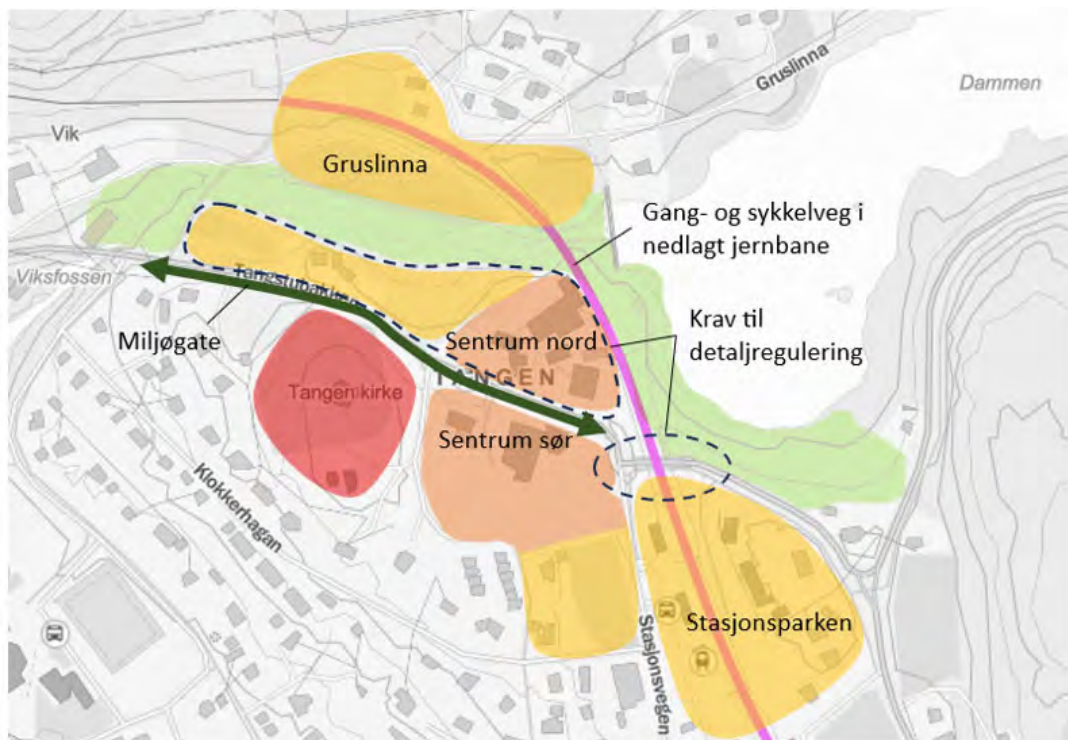 Gruslinna
Dammen
Vik
Gruslinna
Gang- og sykkelveg i
nedlagt jernbane
Viksfossen
Tangstubakken
Miljøgate
Sentrum nord
Krav til
detaljregulering
TANGEN
Tangen kirke
Sentrum sør
Klokkerhagan
Stasjonsparken
Stasjonsvegen